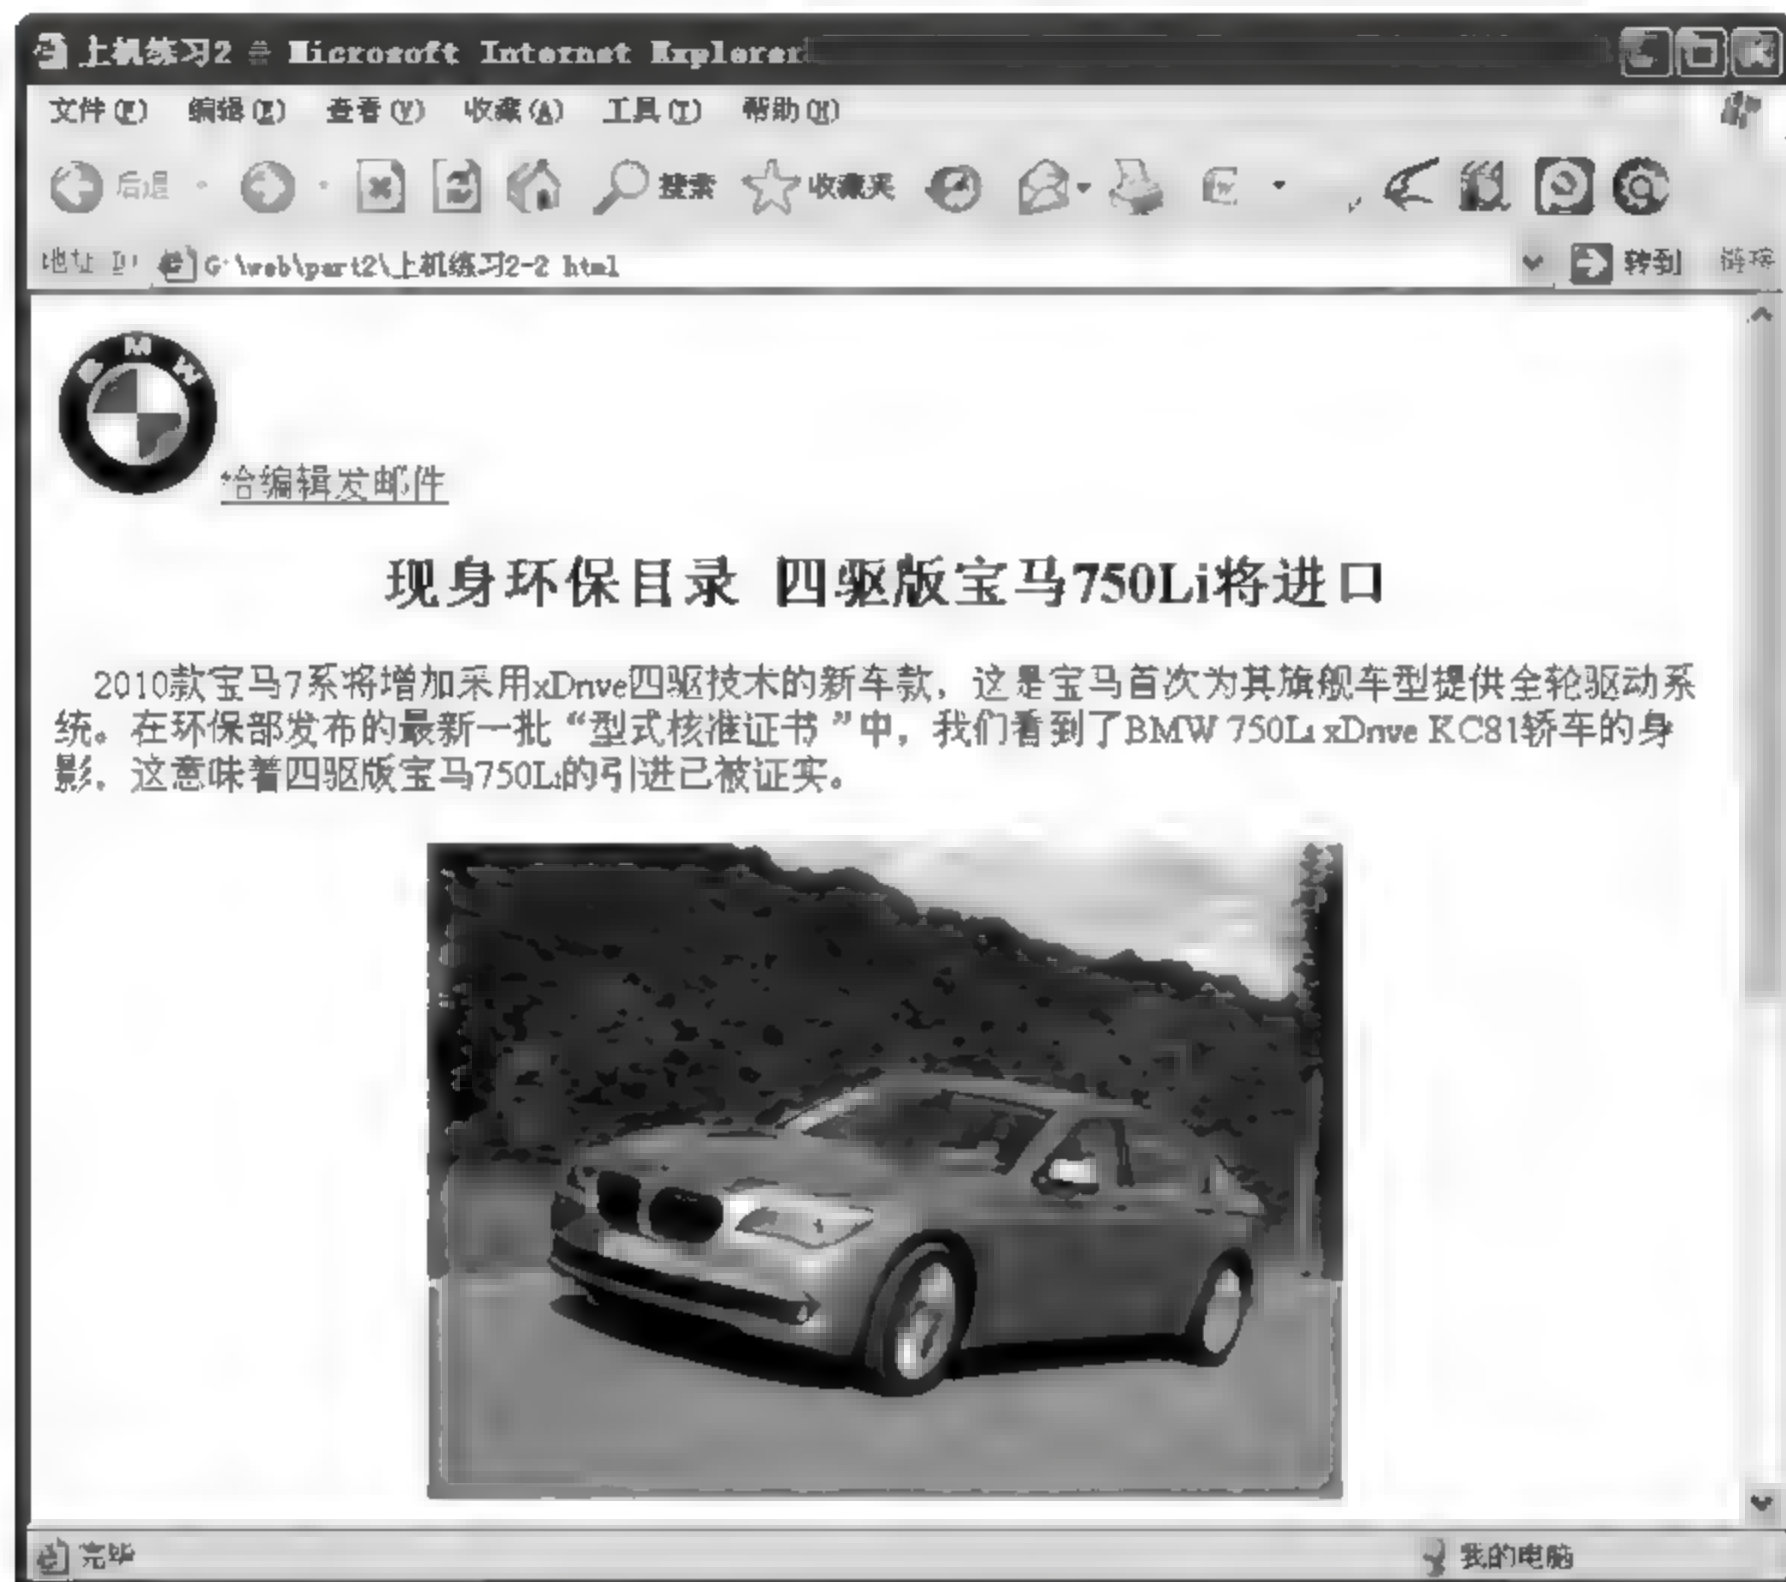 上机练习2 - Microsoft Internet Explorer
文件(F) 编辑(E) 查看(V) 收藏(A) 工具(T) 帮助(H)
后退 搜索 收藏夹
地址(D) G:\web\part2\上机练习2-2.html 转到 链接
BMW
给编辑发邮件
现身环保目录 四驱版宝马750Li将进口
2010款宝马7系将增加采用xDrive四驱技术的新车款，这是宝马首次为其旗舰车型提供全轮驱动系
统。在环保部发布的最新一批“型式核准证书”中，我们看到了BMW 750Li xDrive KC81轿车的身
影，这意味着四驱版宝马750Li的引进已被证实。
完毕 我的电脑